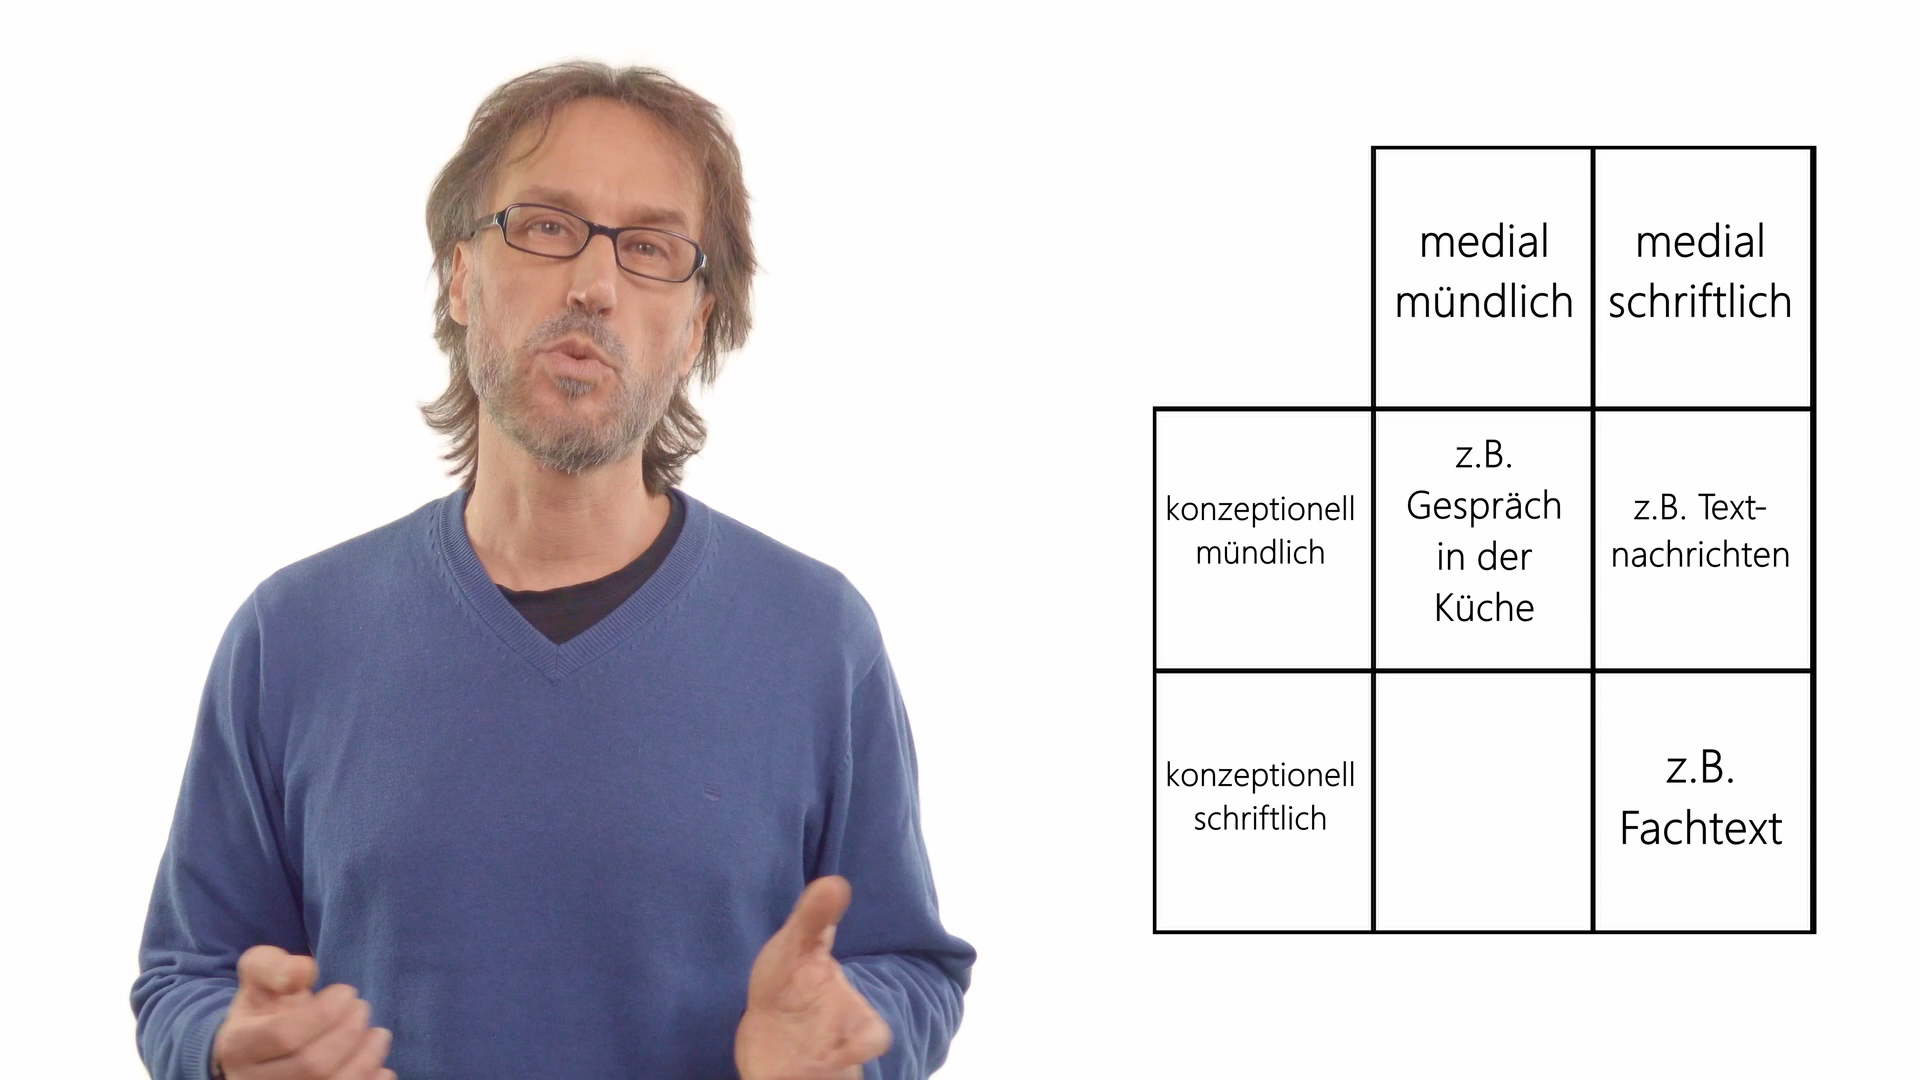 medial
mündlich
medial
schriftlich
konzeptionell
mündlich
z.B.
Gespräch
in der
Küche
z.B. Text-
nachrichten
konzeptionell
schriftlich
z.B.
Fachtext